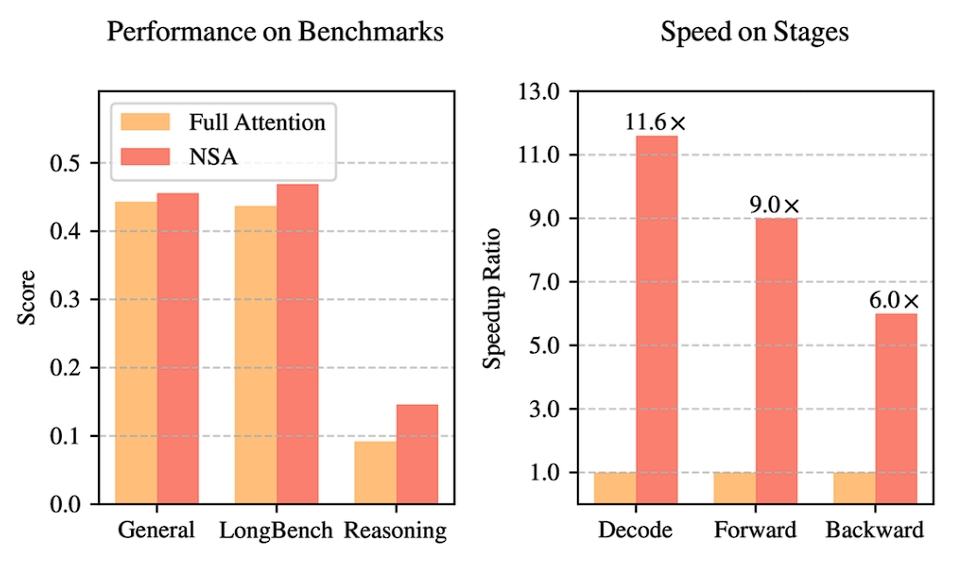 Performance on Benchmarks
Full Attention
NSA
Score
0.5
0.4
0.3
0.2
0.1
0.0
General LongBench Reasoning
Speed on Stages
Speedup Ratio
13.0
11.0
9.0
7.0
5.0
3.0
1.0
11.6×
9.0×
6.0×
Decode Forward Backward